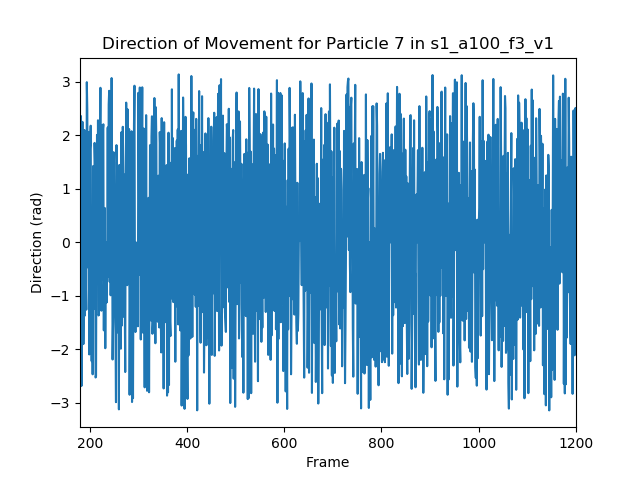 Direction of Movement for Particle 7 in s1_a100_f3_v1
3
2
1
0
−1
−2
−3
Direction (rad)
200 400 600 800 1000 1200
Frame